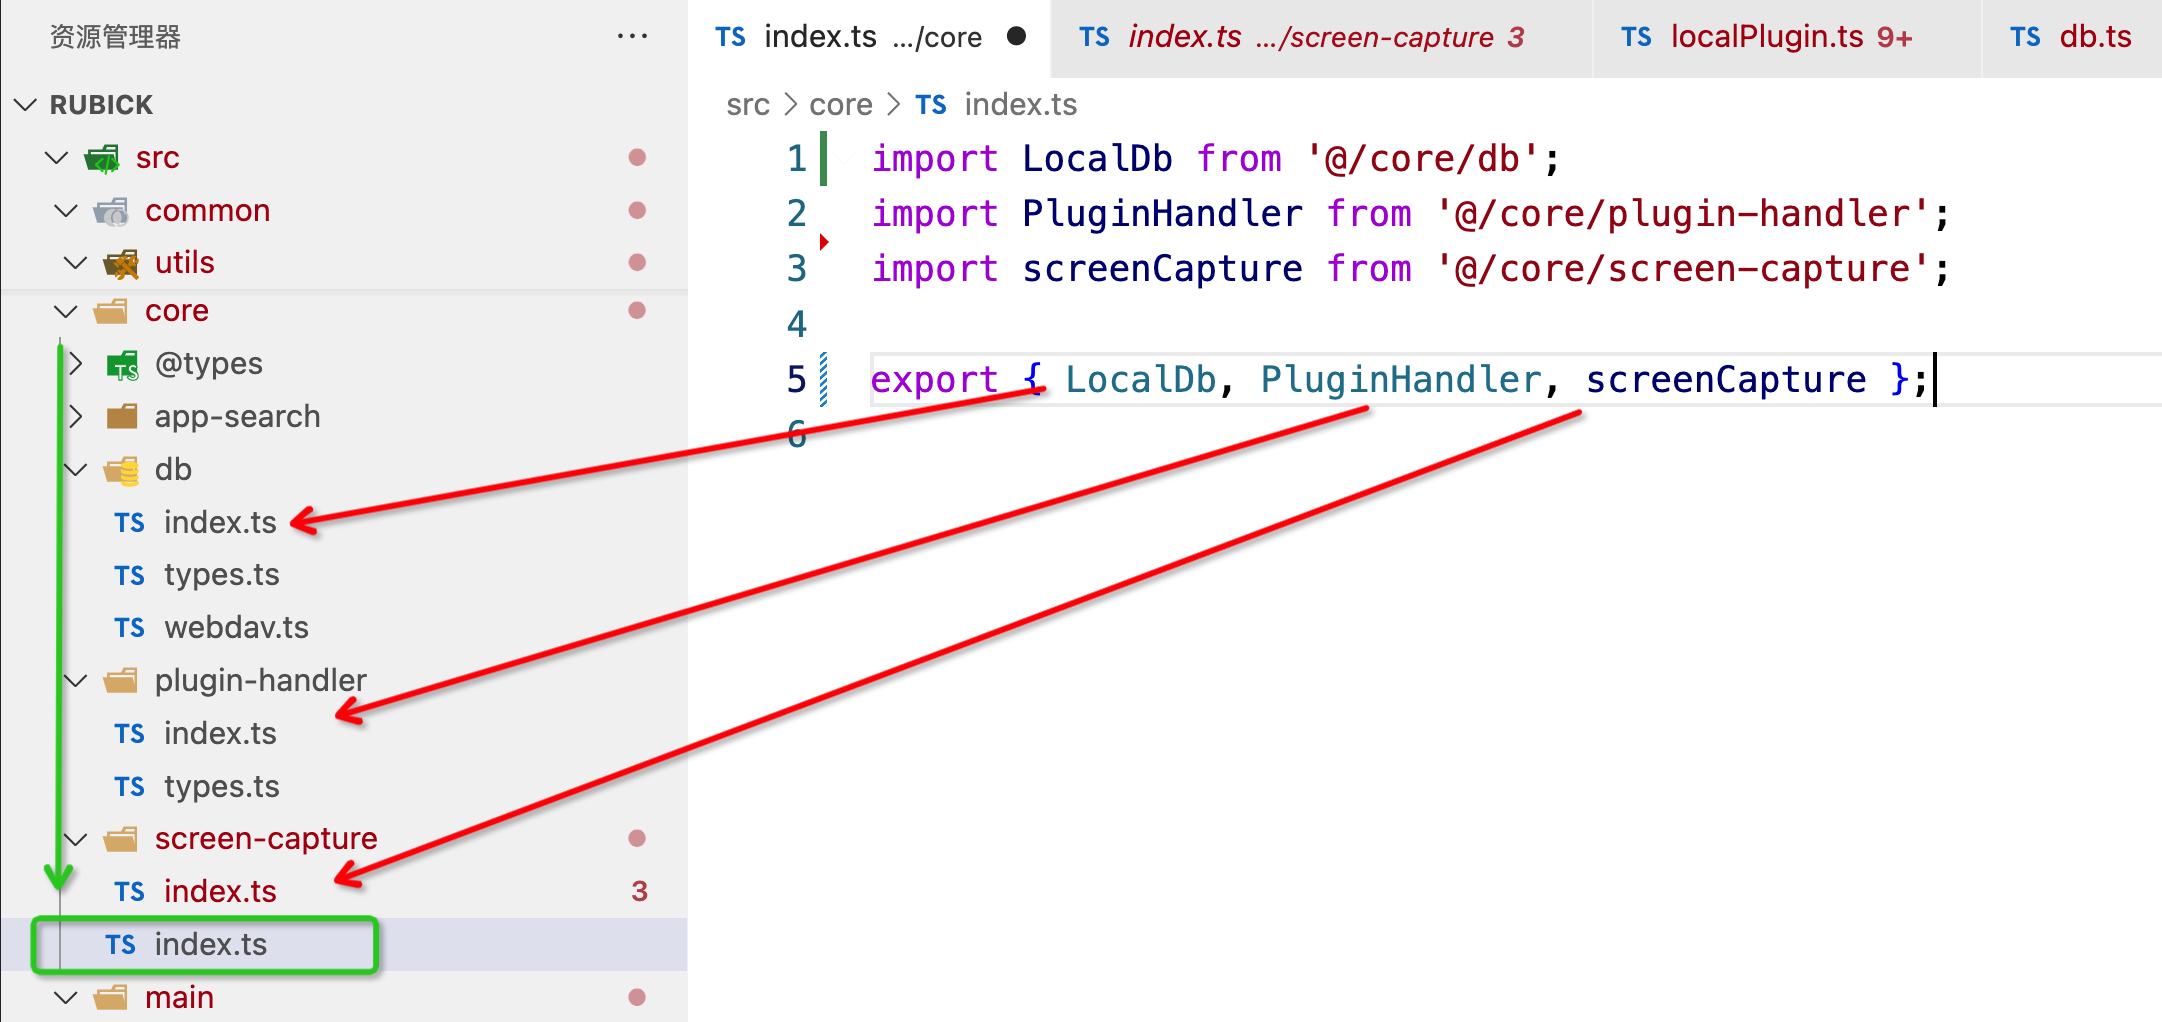 资源管理器 ···
RUBICK
src
common
utils
core
@types
app-search
db
TS index.ts
TS types.ts
TS webdav.ts
plugin-handler
TS index.ts
TS types.ts
screen-capture
TS index.ts 3
TS index.ts
main
TS index.ts .../core ● TS index.ts .../screen-capture 3 TS localPlugin.ts 9+ TS db.ts
src > core > TS index.ts
1 import LocalDb from '@/core/db';
2 import PluginHandler from '@/core/plugin-handler';
3 import screenCapture from '@/core/screen-capture';
4
5 export { LocalDb, PluginHandler, screenCapture };
6